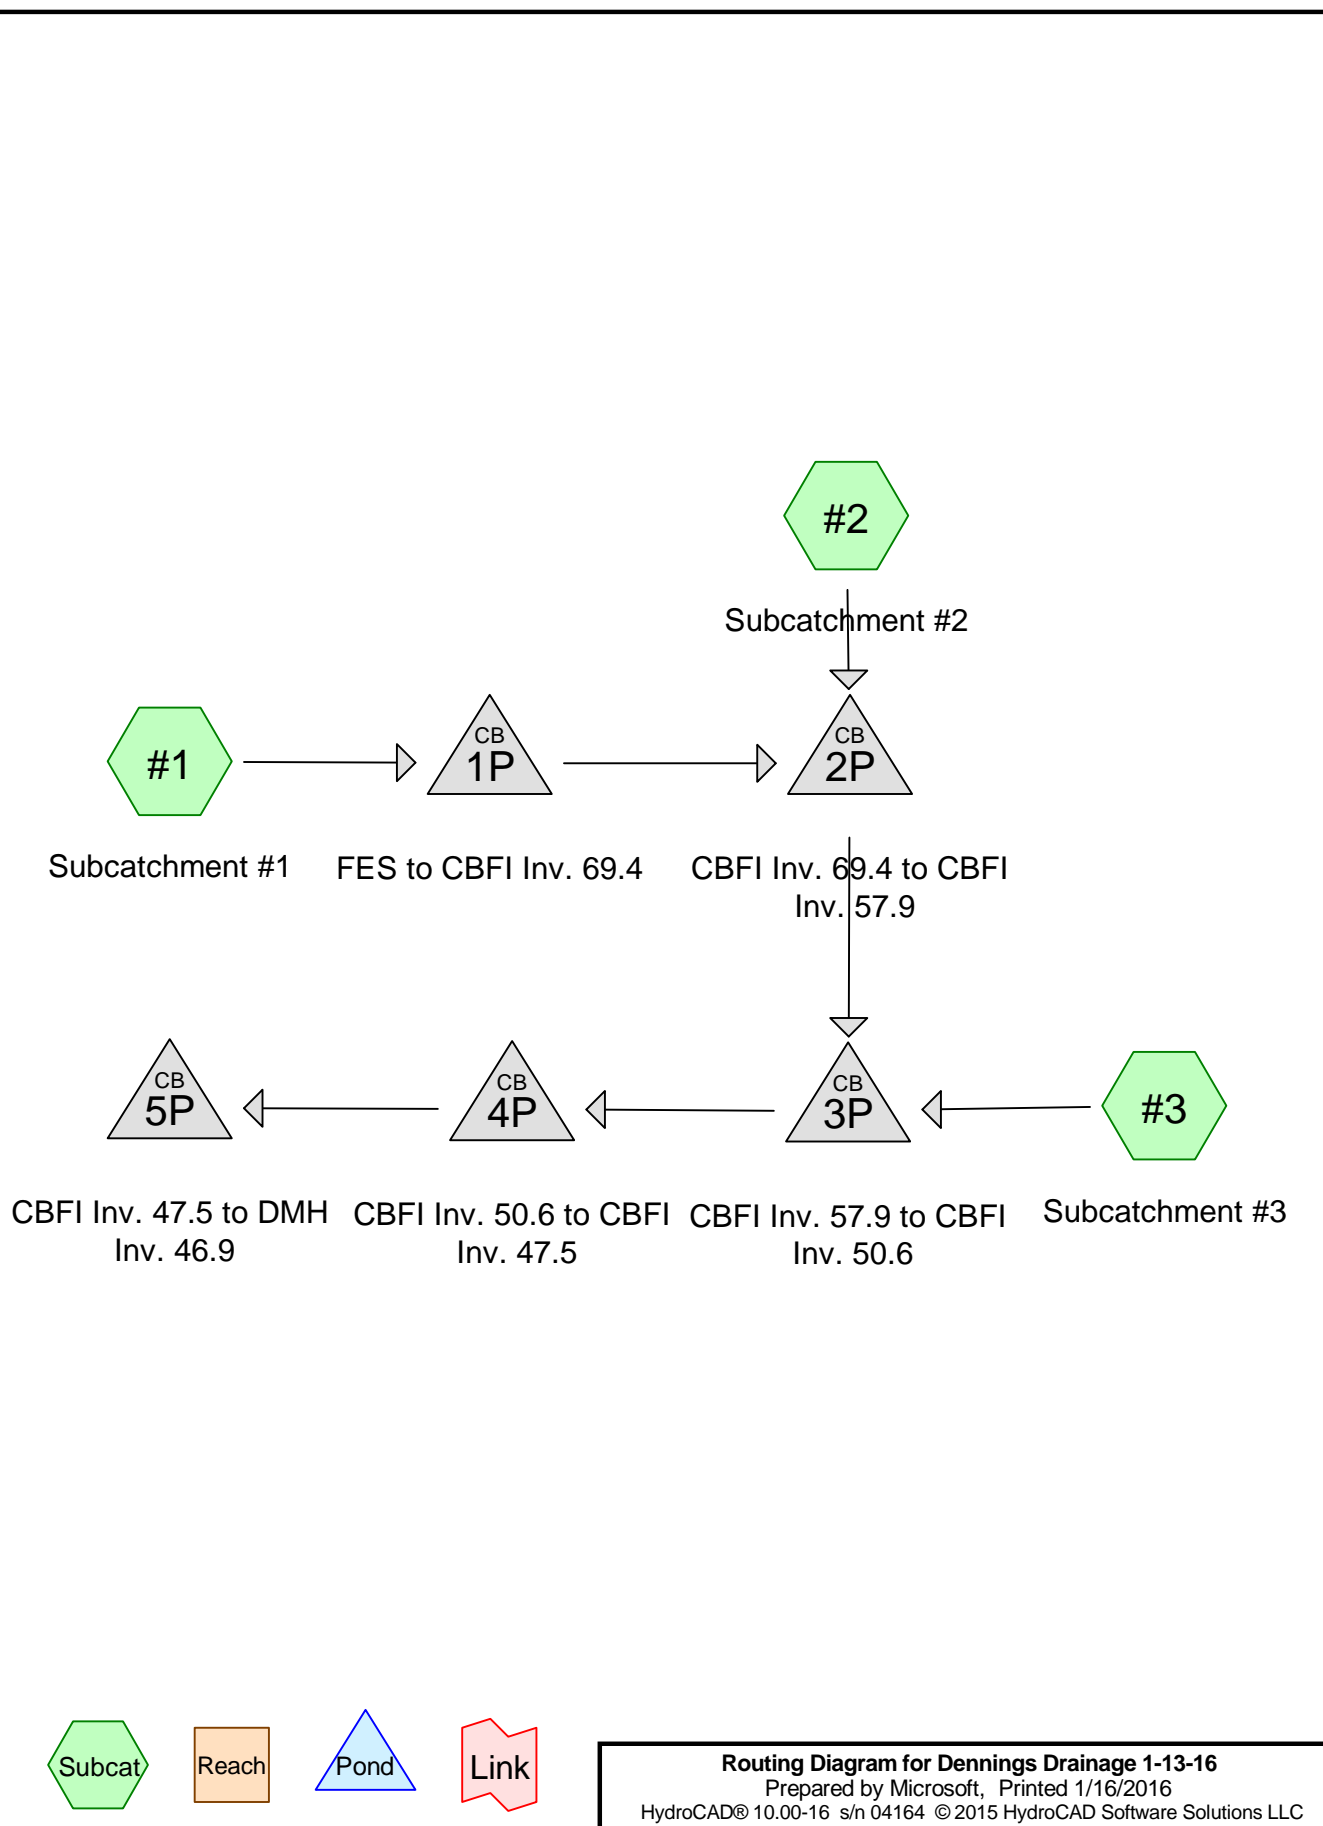 #2
Subcatchment #2
#1
CB
1P
CB
2P
Subcatchment #1
FES to CBFI Inv. 69.4
CBFI Inv. 69.4 to CBFI
Inv. 57.9
CB
5P
CB
4P
CB
3P
#3
CBFI Inv. 47.5 to DMH
Inv. 46.9
CBFI Inv. 50.6 to CBFI
Inv. 47.5
CBFI Inv. 57.9 to CBFI
Inv. 50.6
Subcatchment #3
Subcat
Reach
Pond
Link
Routing Diagram for Dennings Drainage 1-13-16
Prepared by Microsoft, Printed 1/16/2016
HydroCAD® 10.00-16 s/n 04164 © 2015 HydroCAD Software Solutions LLC